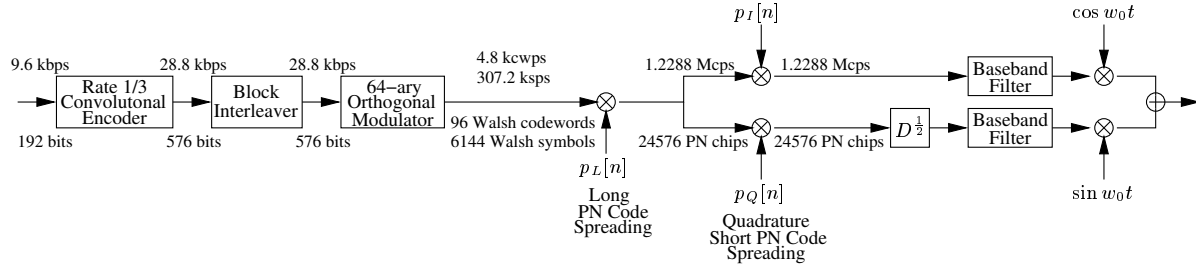 p_I[n]
cos w_0 t
9.6 kbps
28.8 kbps
28.8 kbps
4.8 kcwps
307.2 ksps
1.2288 Mcps
1.2288 Mcps
Rate 1/3
Convolutonal
Encoder
Block
Interleaver
64-ary
Orthogonal
Modulator
Baseband
Filter
192 bits
576 bits
576 bits
96 Walsh codewords
6144 Walsh symbols
24576 PN chips
24576 PN chips
D^{1/2}
Baseband
Filter
p_L[n]
Long
PN Code
Spreading
p_Q[n]
Quadrature
Short PN Code
Spreading
sin w_0 t